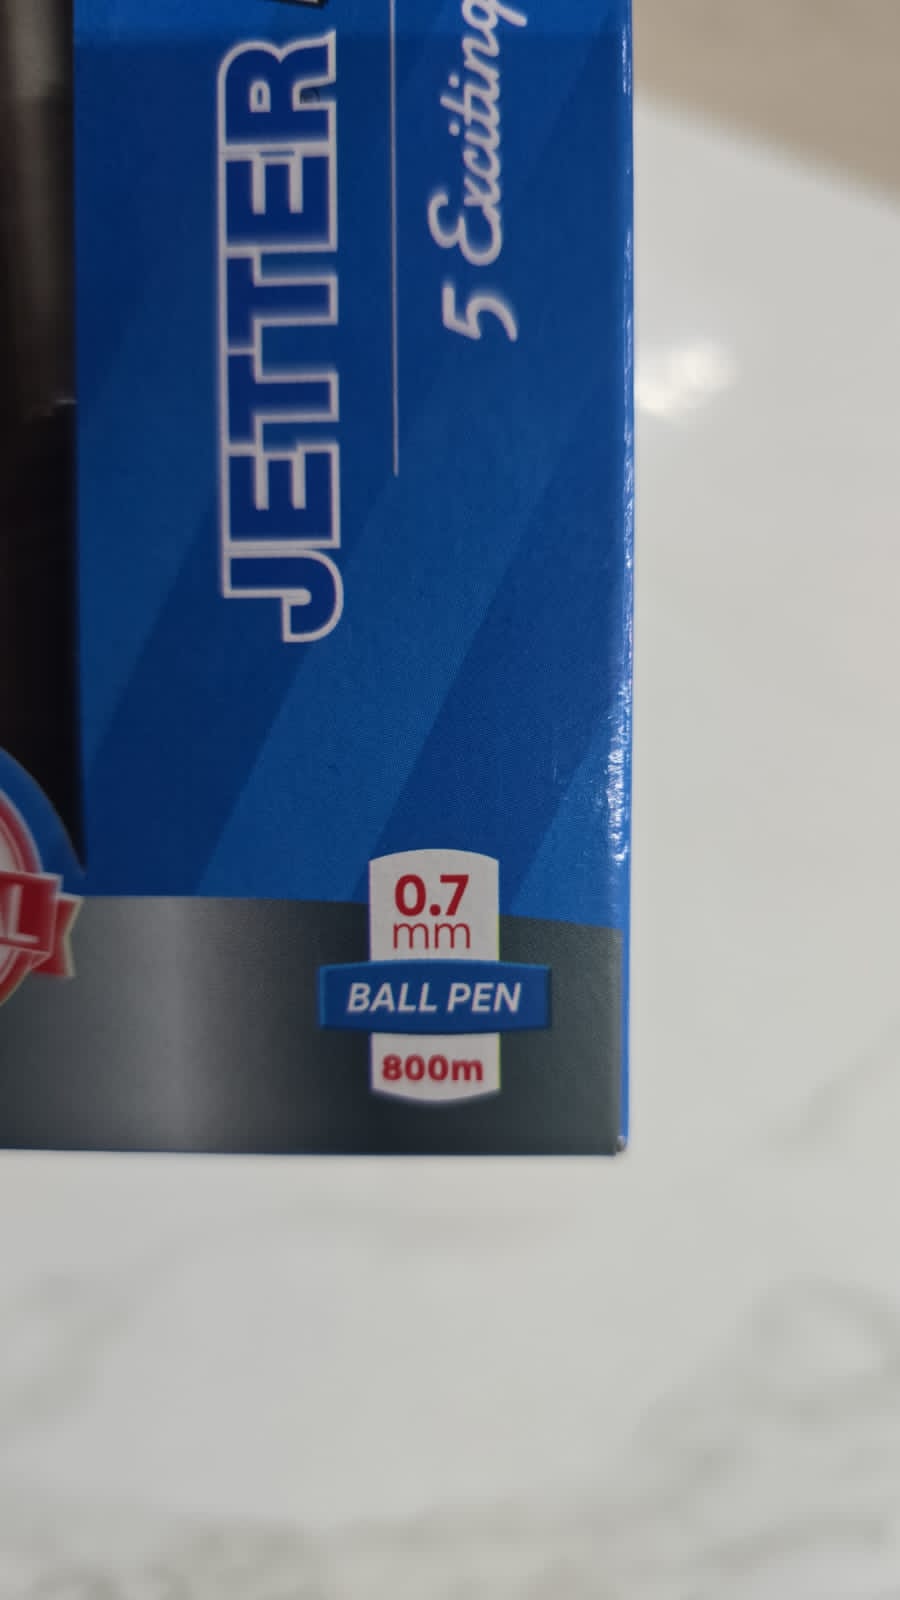 JETTER
5 Exciting
0.7
mm
BALL PEN
800m